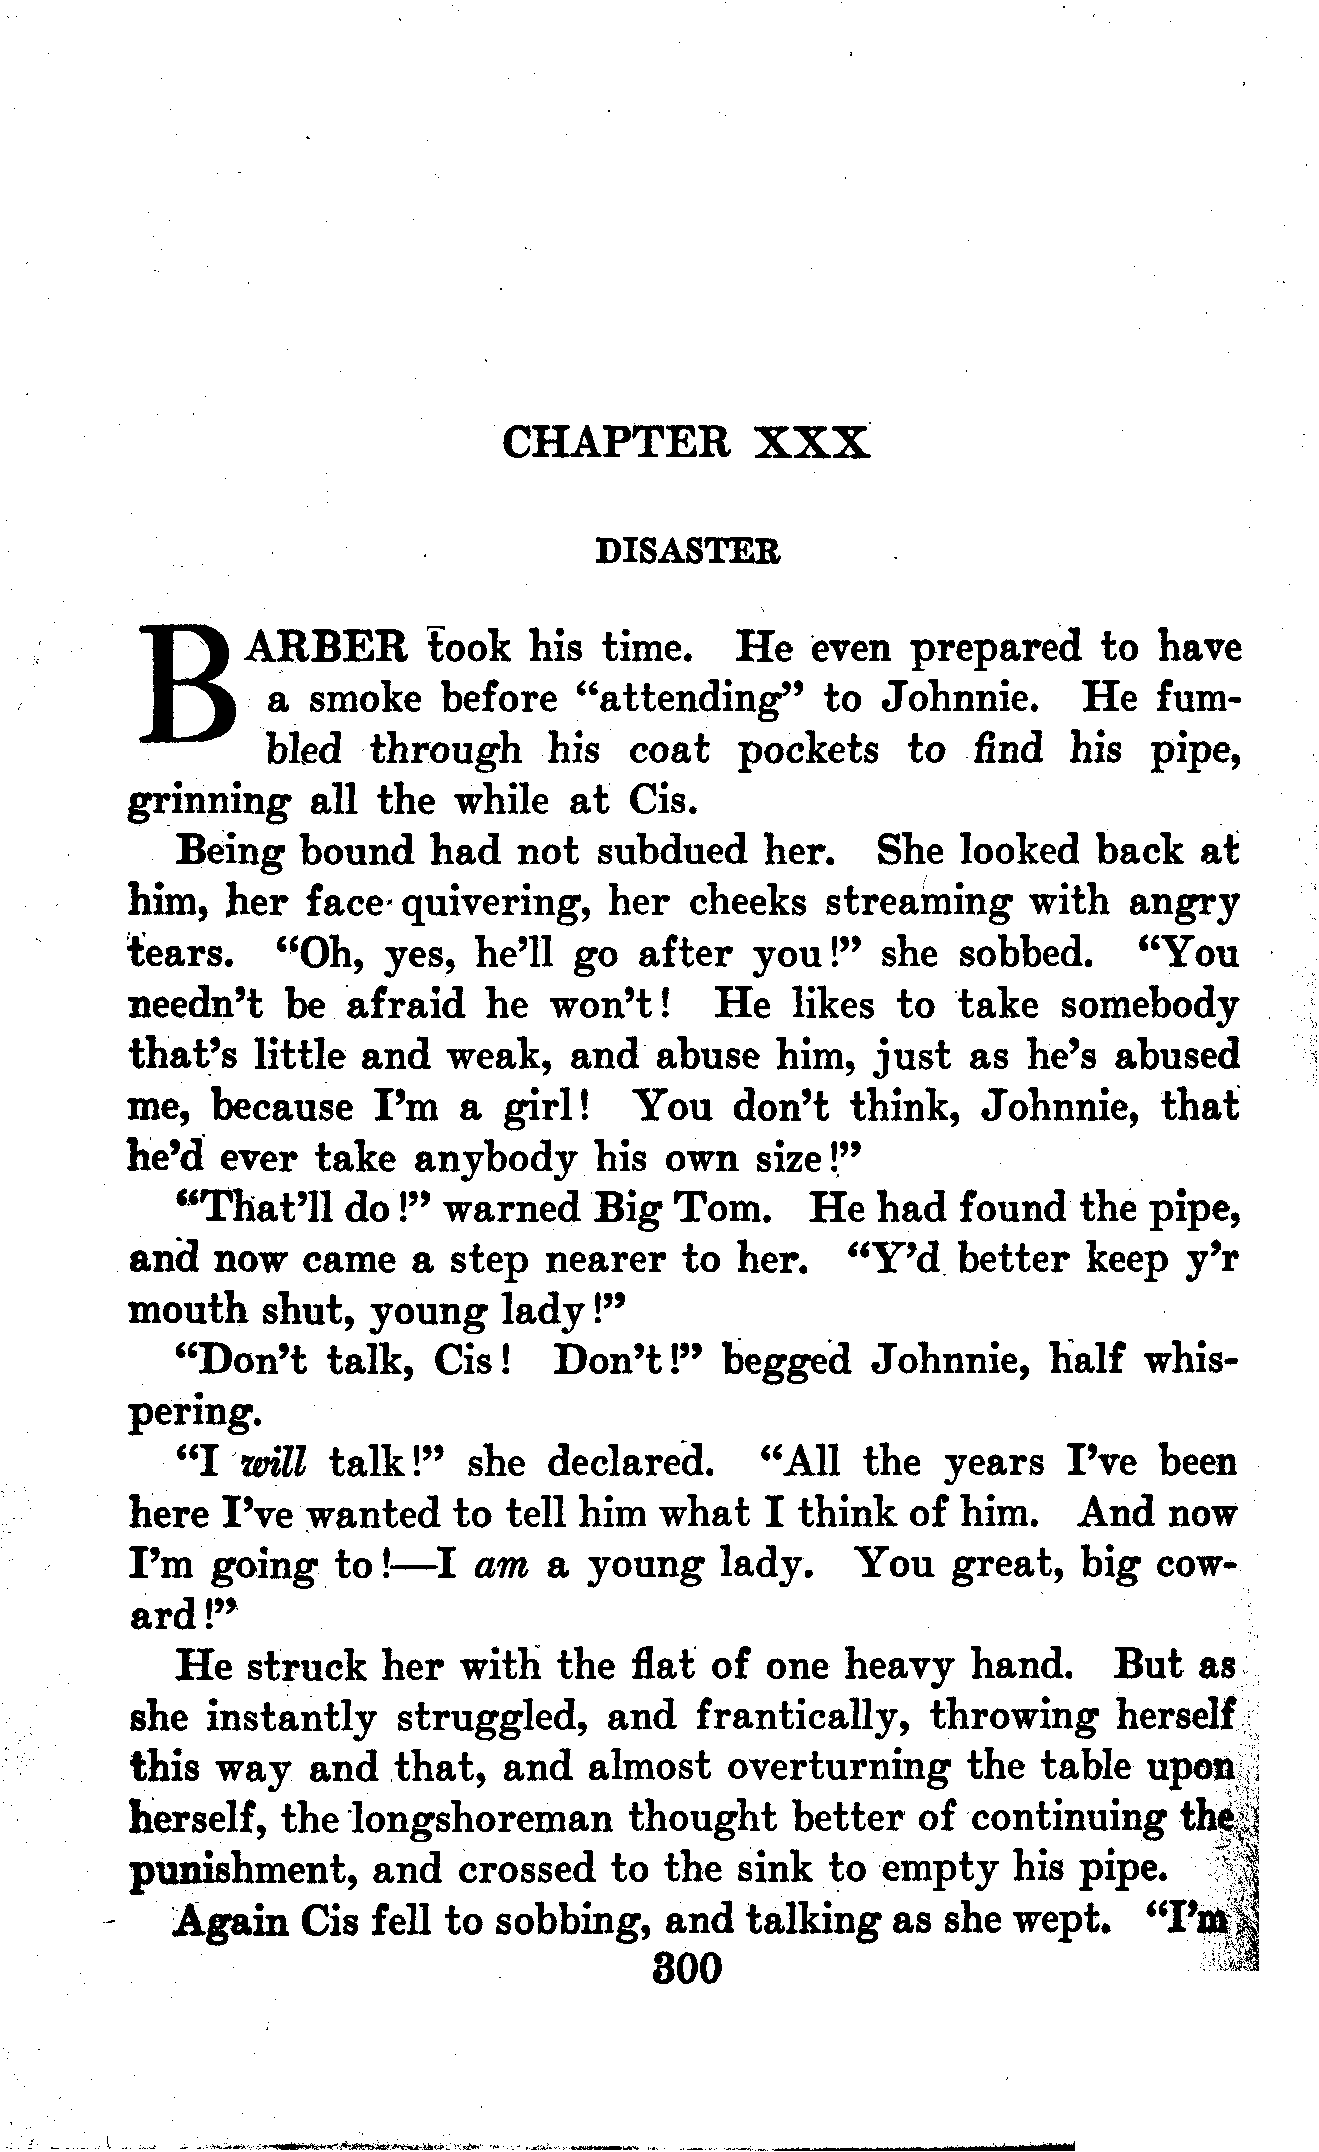 CHAPTER XXX
DISASTER
BARBER took his time. He even prepared to have
a smoke before “attending” to Johnnie. He fum-
bled through his coat pockets to find his pipe,
grinning all the while at Cis.
Being bound had not subdued her. She looked back at
him, her face quivering, her cheeks streaming with angry
tears. “Oh, yes, he’ll go after you!” she sobbed. “You
needn’t be afraid he won’t! He likes to take somebody
that’s little and weak, and abuse him, just as he’s abused
me, because I’m a girl! You don’t think, Johnnie, that
he’d ever take anybody his own size!”
“That’ll do!” warned Big Tom. He had found the pipe,
and now came a step nearer to her. “Y’d better keep y’r
mouth shut, young lady!”
“Don’t talk, Cis! Don’t!” begged Johnnie, half whis-
pering.
“I will talk!” she declared. “All the years I’ve been
here I’ve wanted to tell him what I think of him. And now
I’m going to!—I am a young lady. You great, big cow-
ard!”
He struck her with the flat of one heavy hand. But as
she instantly struggled, and frantically, throwing herself
this way and that, and almost overturning the table upon
herself, the longshoreman thought better of continuing the
punishment, and crossed to the sink to empty his pipe.
Again Cis fell to sobbing, and talking as she wept. “I’m
300